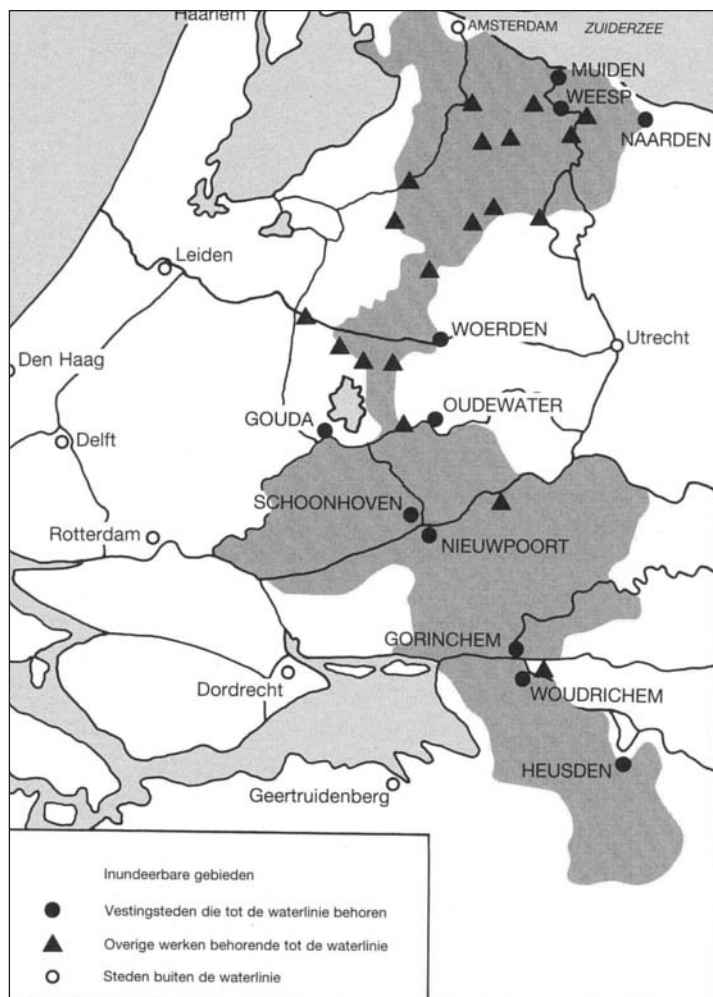 Haarlem
AMSTERDAM
ZUIDERZEE
MUIDEN
WEESP
NAARDEN
Leiden
WOERDEN
Utrecht
Den Haag
OUDEWATER
GOUDA
Delft
SCHOONHOVEN
Rotterdam
NIEUWPOORT
GORINCHEM
Dordrecht
WOUDRICHEM
HEUSDEN
Geertruidenberg
Inundeerbare gebieden
Vestingsteden die tot de waterlinie behoren
Overige werken behorende tot de waterlinie
Steden buiten de waterlinie